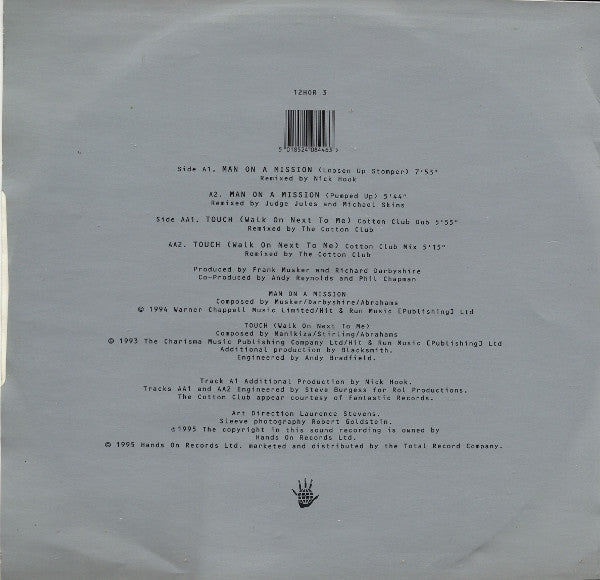 12HOR 3
5 018524 084463 >
Side A1. MAN ON A MISSION (Loosen Up Stomper) 7'53"
Remixed by Nick Hook
A2. MAN ON A MISSION (Pumped Up) 5'44"
Remixed by Judge Jules and Michael Skins
Side AA1. TOUCH (Walk On Next To Me) Cotton Club Dub 5'55"
Remixed by The Cotton Club
AA2. TOUCH (Walk On Next To Me) Cotton Club Mix 5'15"
Remixed by The Cotton Club
Produced by Frank Musker and Richard Darbyshire
Co-Produced by Andy Reynolds and Phil Chapman
MAN ON A MISSION
Composed by Musker/Darbyshire/Abrahams
© 1994 Warner Chappell Music Limited/Hit & Run Music [Publishing] Ltd
TOUCH (Walk On Next To Me)
Composed by Manikiza/Stirling/Abrahams
© 1993 The Charisma Music Publishing Company Ltd/Hit & Run Music [Publishing] Ltd
Additional production by Blacksmith.
Engineered by Andy Bradfield.
Track A1 Additional Production by Nick Hook.
Tracks AA1 and AA2 Engineered by Steve Burgess for Rol Productions.
The Cotton Club appear courtesy of Fantastic Records.
Art Direction Laurence Stevens.
Sleeve photography Robert Goldstein.
℗1995 The copyright in this sound recording is owned by
Hands On Records Ltd.
© 1995 Hands On Records Ltd. marketed and distributed by the Total Record Company.